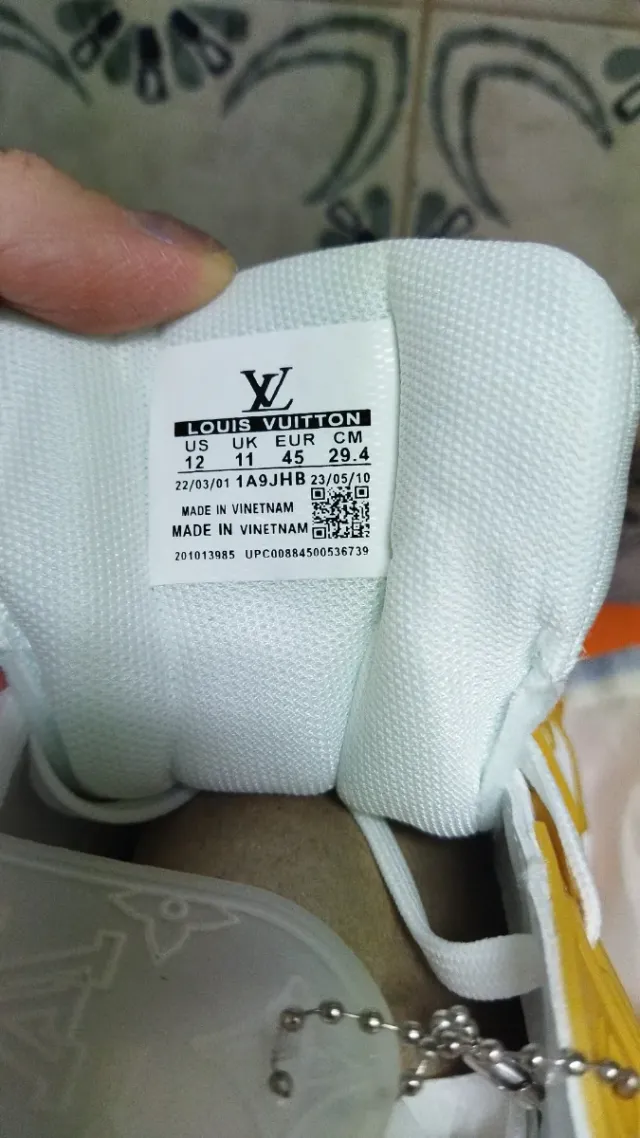 LV
LOUIS VUITTON
US UK EUR CM
12 11 45 29.4
22/03/01 1A9JHB 23/05/10
MADE IN VINETNAM
MADE IN VINETNAM
201013985 UPC00884500536739